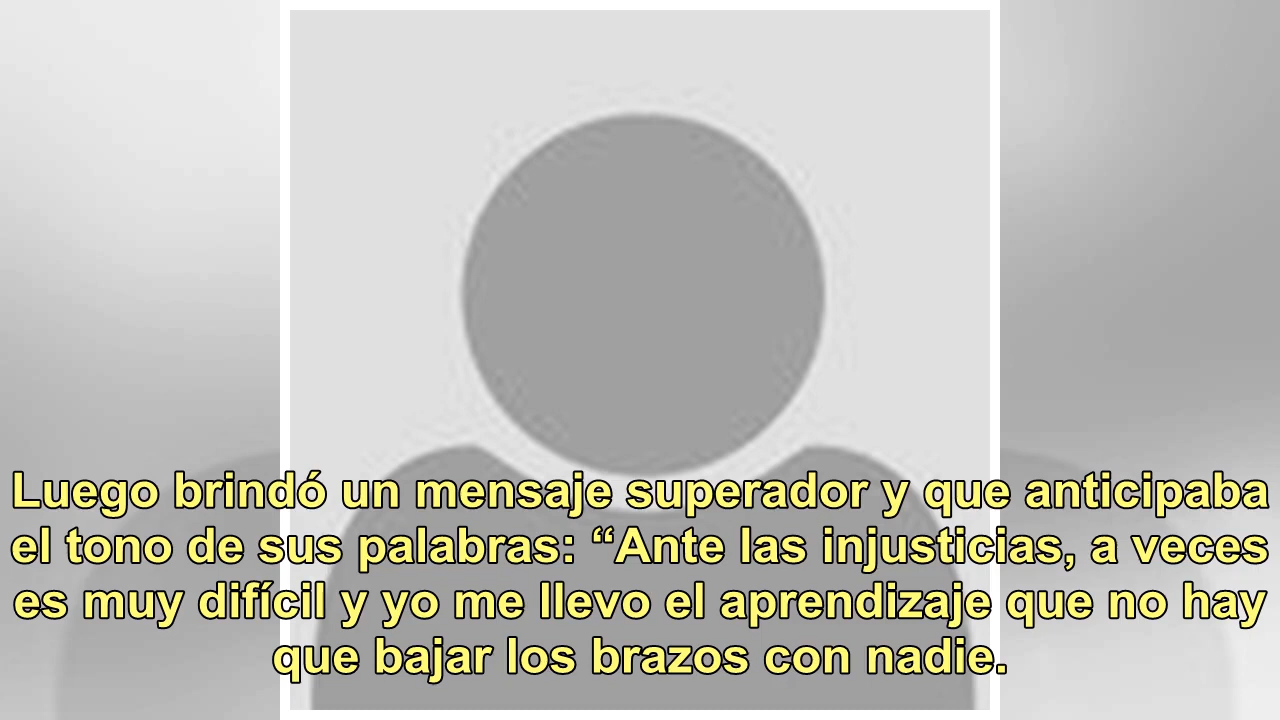 Luego brindó un mensaje superador y que anticipaba
el tono de sus palabras: “Ante las injusticias, a veces
es muy difícil y yo me llevo el aprendizaje que no hay
que bajar los brazos con nadie.